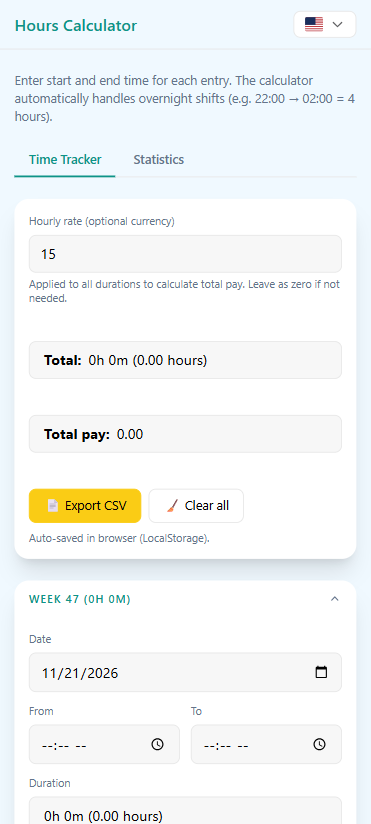 Hours Calculator
Enter start and end time for each entry. The calculator
automatically handles overnight shifts (e.g. 22:00 → 02:00 = 4
hours).
Time Tracker Statistics
Hourly rate (optional currency)
15
Applied to all durations to calculate total pay. Leave as zero if not
needed.
Total: 0h 0m (0.00 hours)
Total pay: 0.00
Export CSV Clear all
Auto-saved in browser (LocalStorage).
WEEK 47 (0H 0M)
Date
11/21/2026
From To
--:-- -- --:-- --
Duration
0h 0m (0.00 hours)